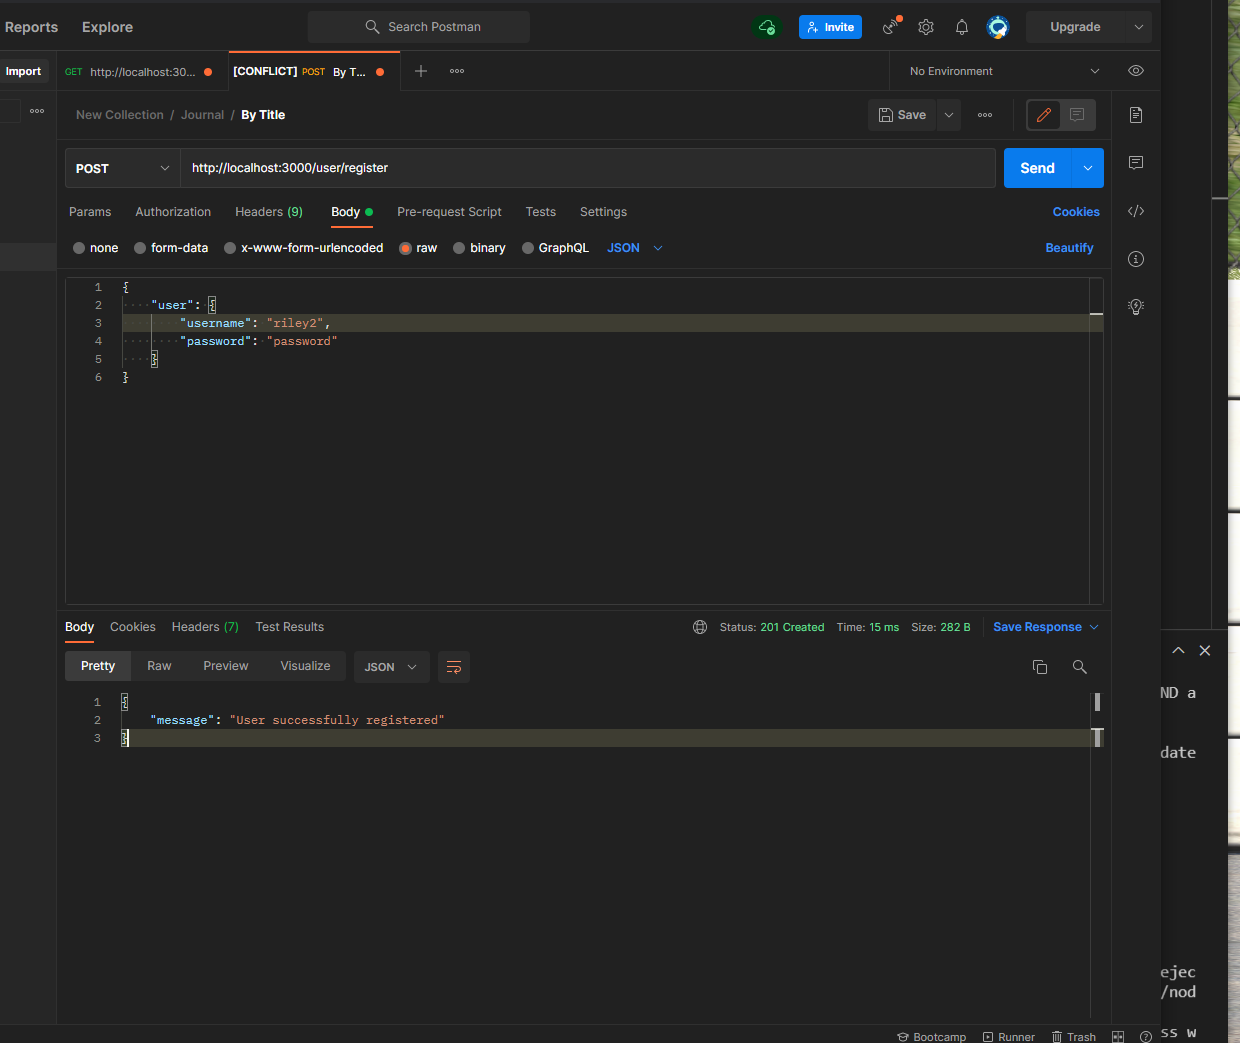 Reports Explore Search Postman Invite Upgrade
Import GET http://localhost:30... [CONFLICT] POST By T... No Environment
New Collection / Journal / By Title Save
POST http://localhost:3000/user/register Send
Params Authorization Headers (9) Body Pre-request Script Tests Settings Cookies
none form-data x-www-form-urlencoded raw binary GraphQL JSON Beautify
1 {
2 "user": {
3 "username": "riley2",
4 "password": "password"
5 }
6 }
Body Cookies Headers (7) Test Results Status: 201 Created Time: 15 ms Size: 282 B Save Response
Pretty Raw Preview Visualize JSON
1 {
2 "message": "User successfully registered"
3 }
ND a
date
ejec
/nod
ss w
Bootcamp Runner Trash